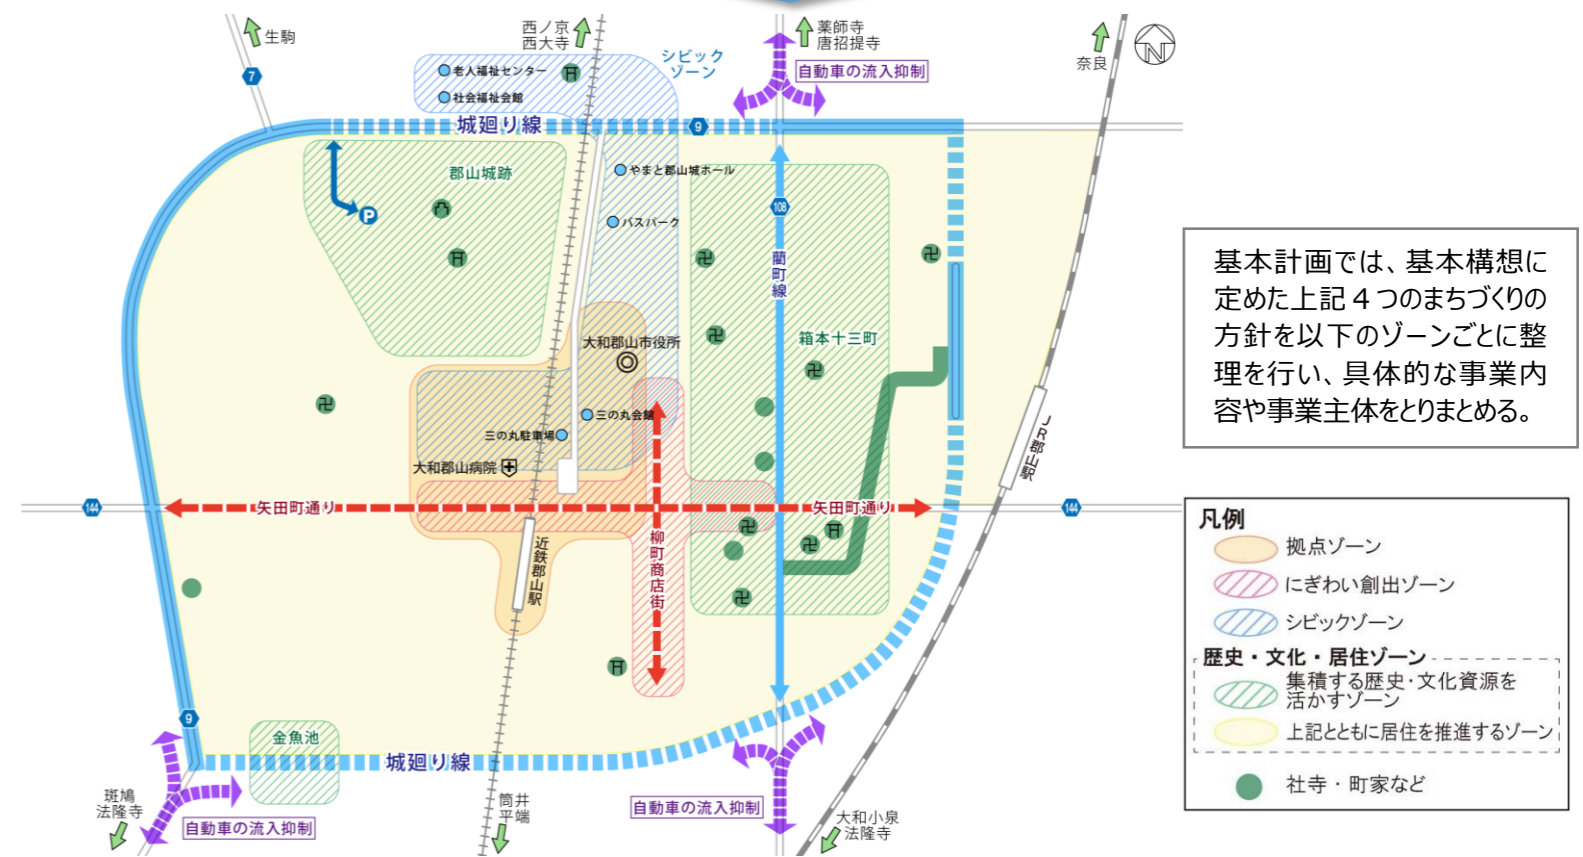 生駒
西ノ京
西大寺
シビック
ゾーン
薬師寺
唐招提寺
奈良
N
自動車の流入抑制
7
老人福祉センター
社会福祉会館
城廻り線
9
郡山城跡
P
やまと郡山城ホール
バスパーク
108
藺町線
箱本十三町
大和郡山市役所
三の丸会館
三の丸駐車場
大和郡山病院
JR郡山駅
144
矢田町通り
矢田町通り
144
近鉄郡山駅
柳町商店街
9
金魚池
城廻り線
斑鳩
法隆寺
自動車の流入抑制
筒井
平端
自動車の流入抑制
大和小泉
法隆寺
基本計画では、基本構想に
定めた上記4つのまちづくりの
方針を以下のゾーンごとに整
理を行い、具体的な事業内
容や事業主体をとりまとめる。
凡例
拠点ゾーン
にぎわい創出ゾーン
シビックゾーン
歴史・文化・居住ゾーン
集積する歴史・文化資源を
活かすゾーン
上記とともに居住を推進するゾーン
社寺・町家など